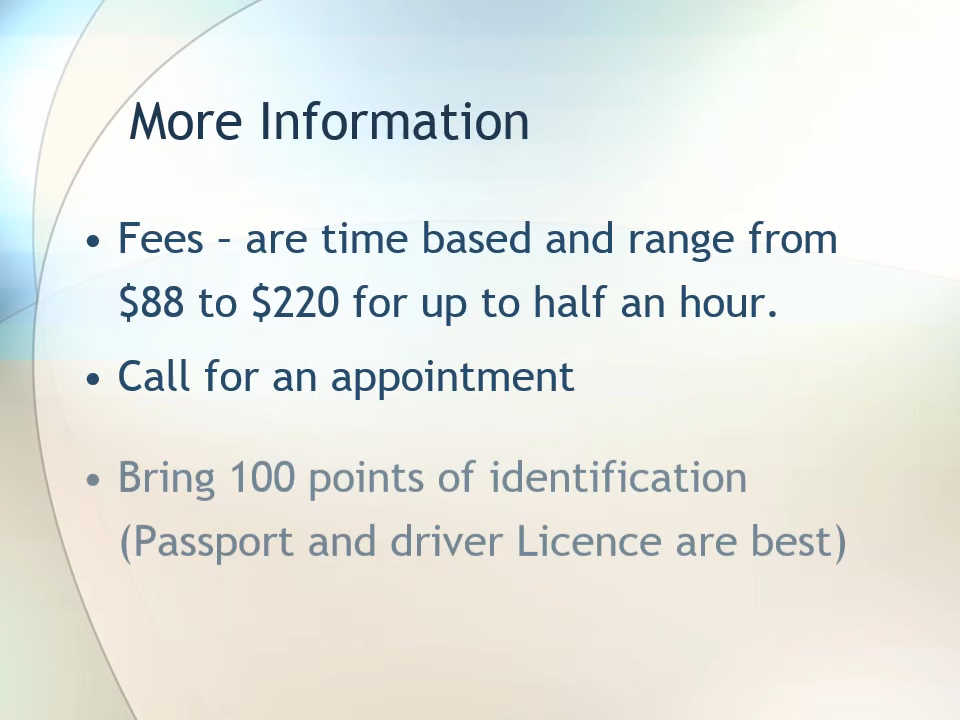 More Information
• Fees – are time based and range from
$88 to $220 for up to half an hour.
• Call for an appointment
• Bring 100 points of identification
(Passport and driver Licence are best)